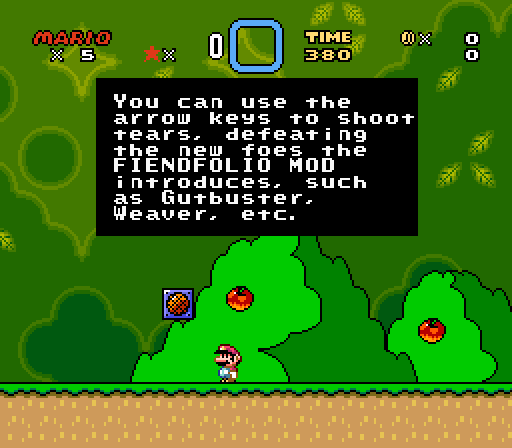 MARIO TIME
x 5 ★x 0 380 x 0
0
You can use the
arrow keys to shoot
tears, defeating
the new foes the
FIENDFOLIO MOD
introduces, such
as Gutbuster,
Weaver, etc.